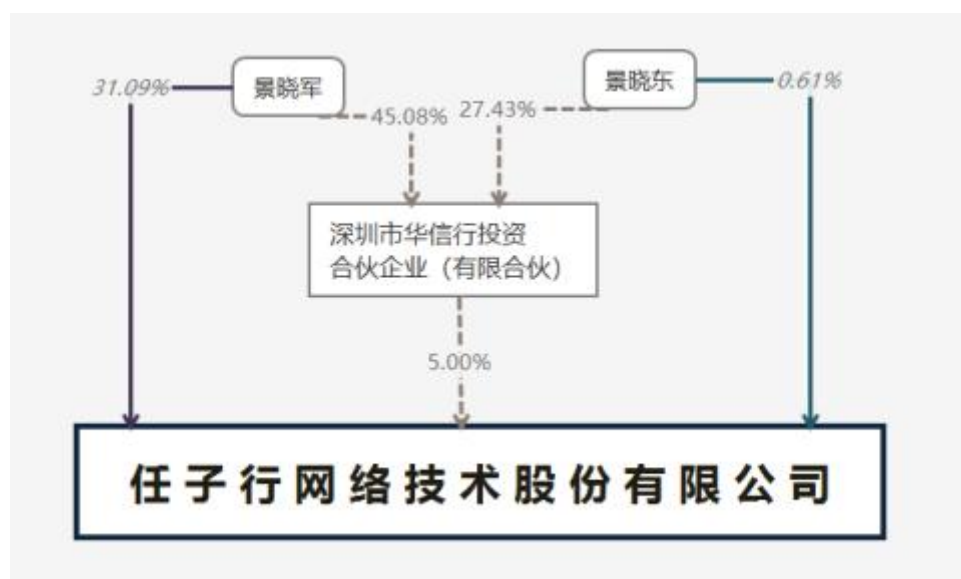 31.09%
景晓军
景晓东
0.61%
45.08%
27.43%
深圳市华信行投资
合伙企业（有限合伙）
5.00%
任子行网络技术股份有限公司